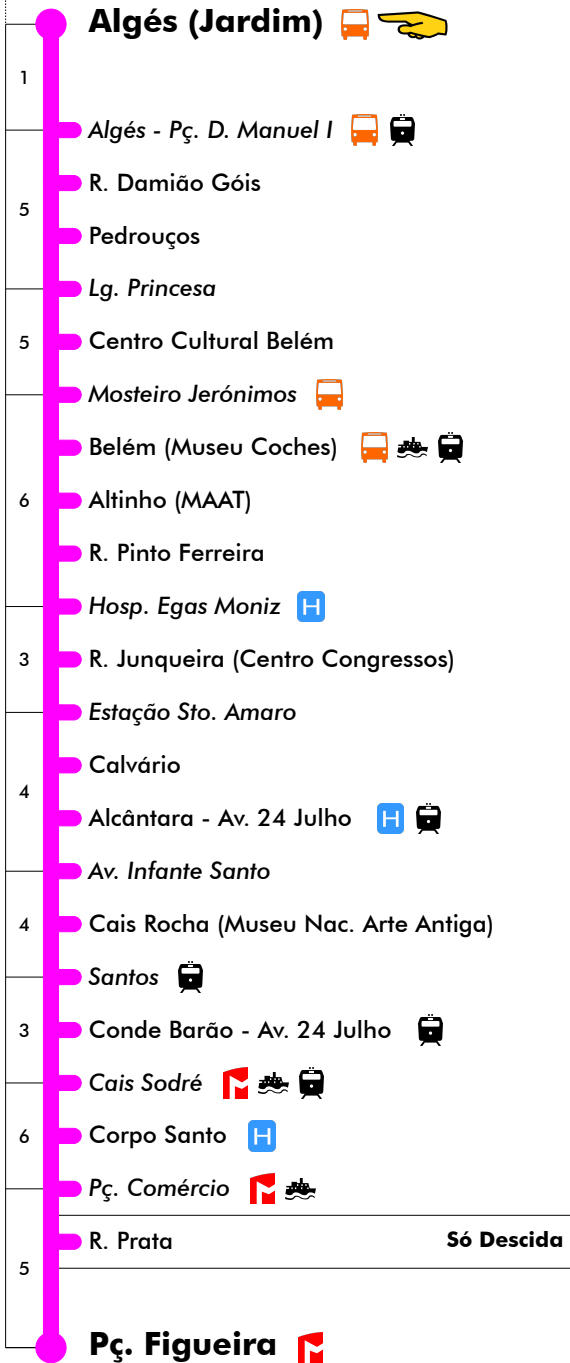 Algés (Jardim)
1
Algés - Pç. D. Manuel I
R. Damião Góis
5
Pedrouços
Lg. Princesa
5
Centro Cultural Belém
Mosteiro Jerónimos
Belém (Museu Coches)
6
Altinho (MAAT)
R. Pinto Ferreira
Hosp. Egas Moniz H
3
R. Junqueira (Centro Congressos)
Estação Sto. Amaro
Calvário
4
Alcântara - Av. 24 Julho H
Av. Infante Santo
4
Cais Rocha (Museu Nac. Arte Antiga)
Santos
3
Conde Barão - Av. 24 Julho
Cais Sodré
6
Corpo Santo H
Pç. Comércio
R. Prata Só Descida
5
Pç. Figueira